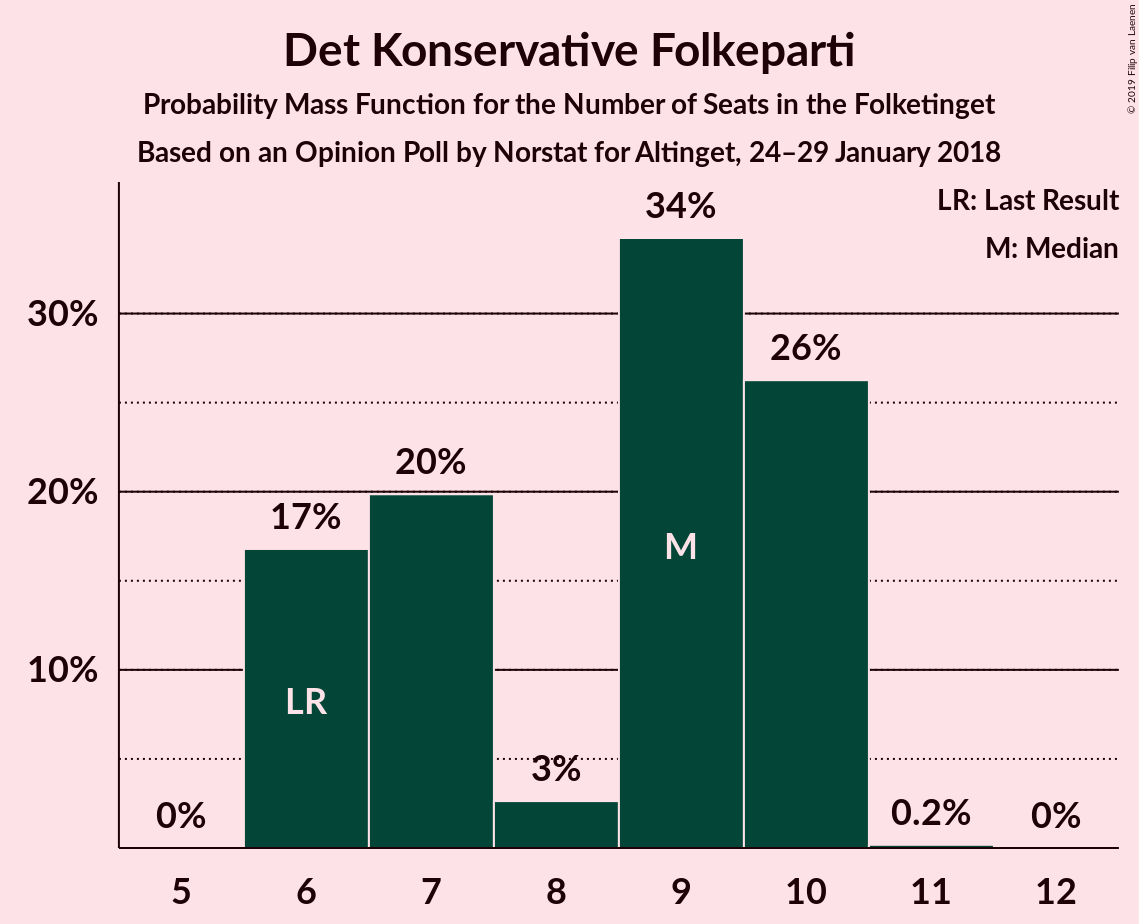 Det Konservative Folkeparti
Probability Mass Function for the Number of Seats in the Folketinget
Based on an Opinion Poll by Norstat for Altinget, 24–29 January 2018
© 2019 Filip van Laenen
LR: Last Result
M: Median
34%
30%
26%
20%
20%
17%
M
10%
LR
3%
0%
0.2%
0%
5 6 7 8 9 10 11 12